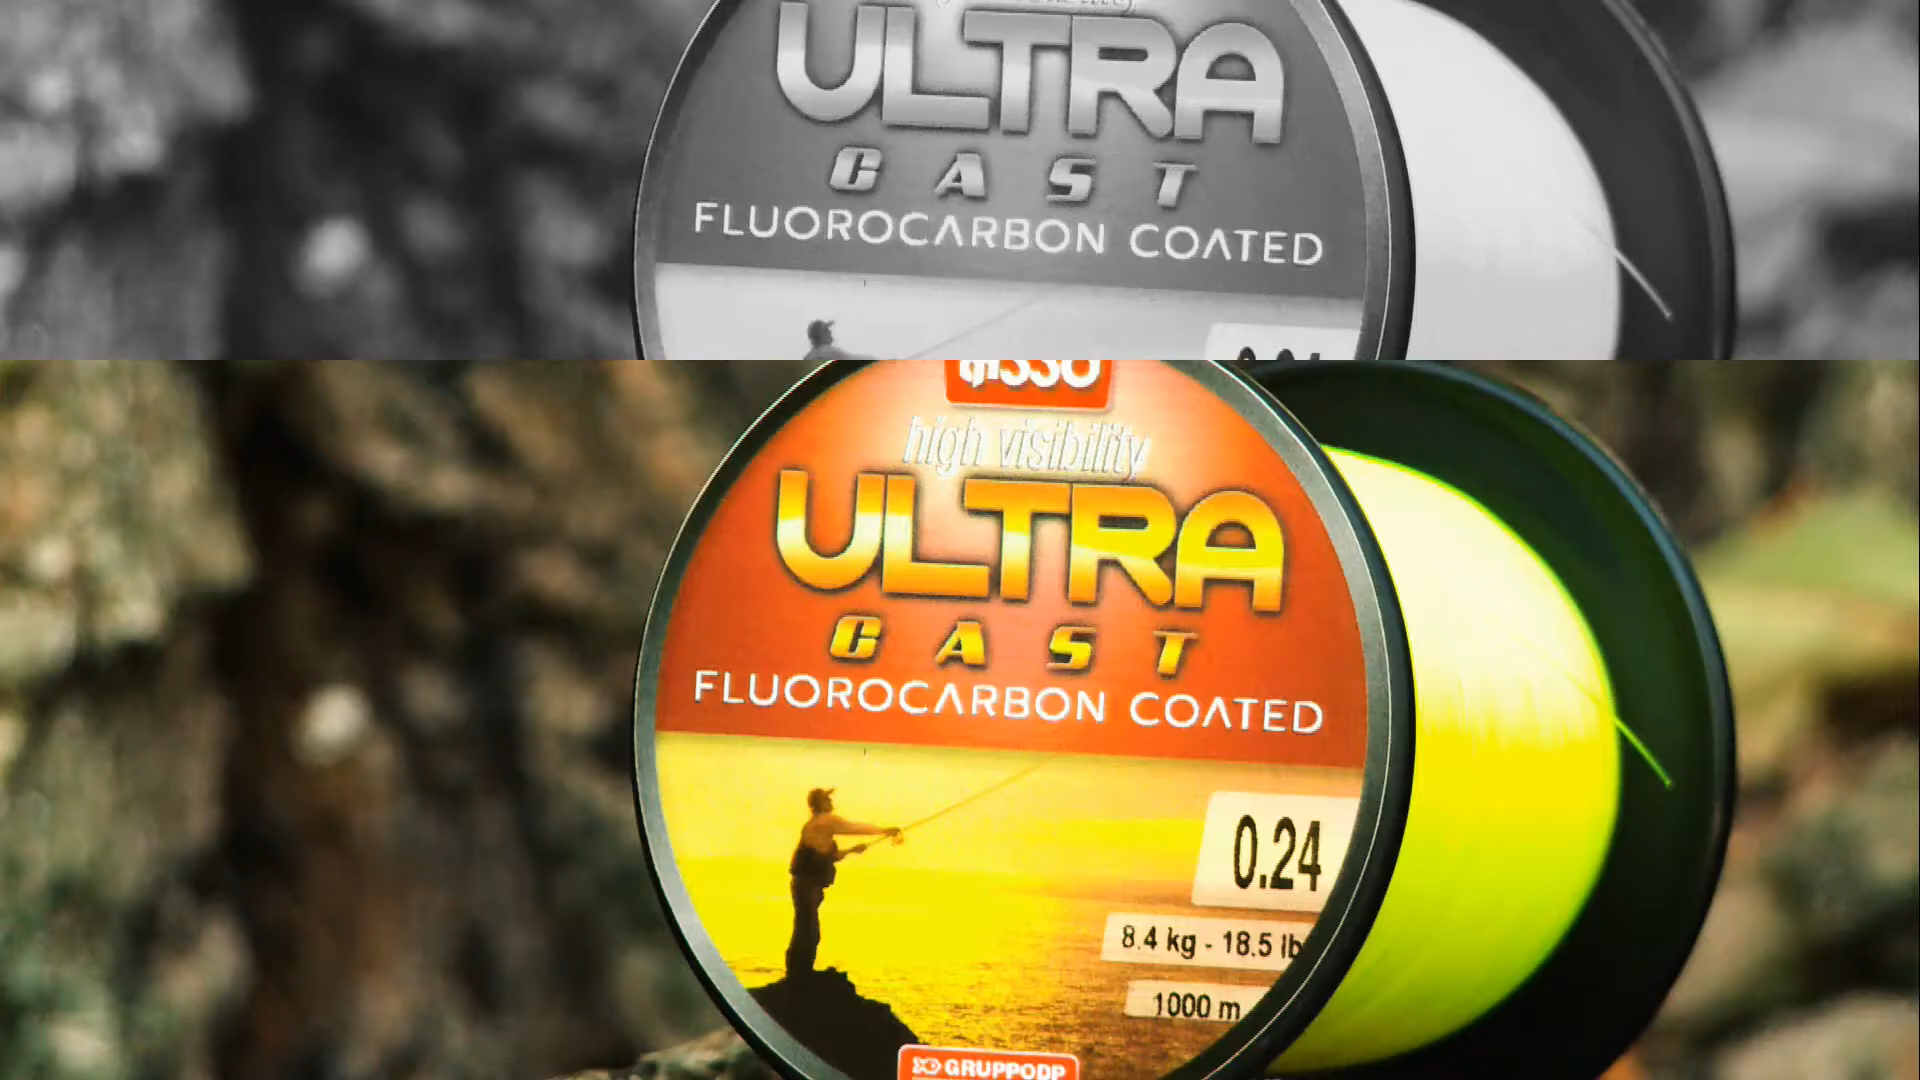 ULTRA
CAST
FLUOROCARBON COATED
high visibility
ULTRA
CAST
FLUOROCARBON COATED
0.24
8.4 kg - 18.5 lb
1000 m
GRUPPODP